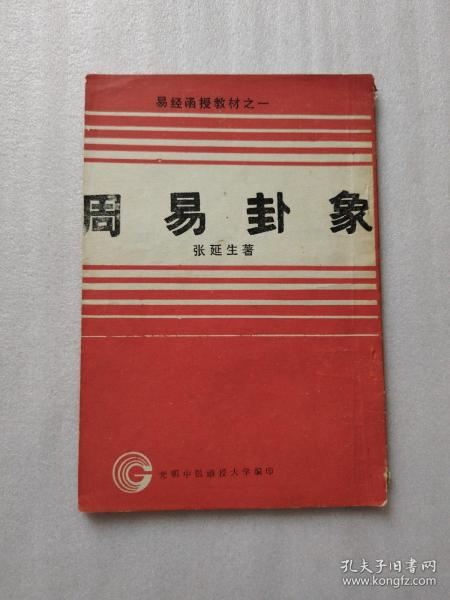 易经函授教材之一
周易卦象
张延生著
光明中医函授大学编印
孔夫子旧书网
www.kongfz.com